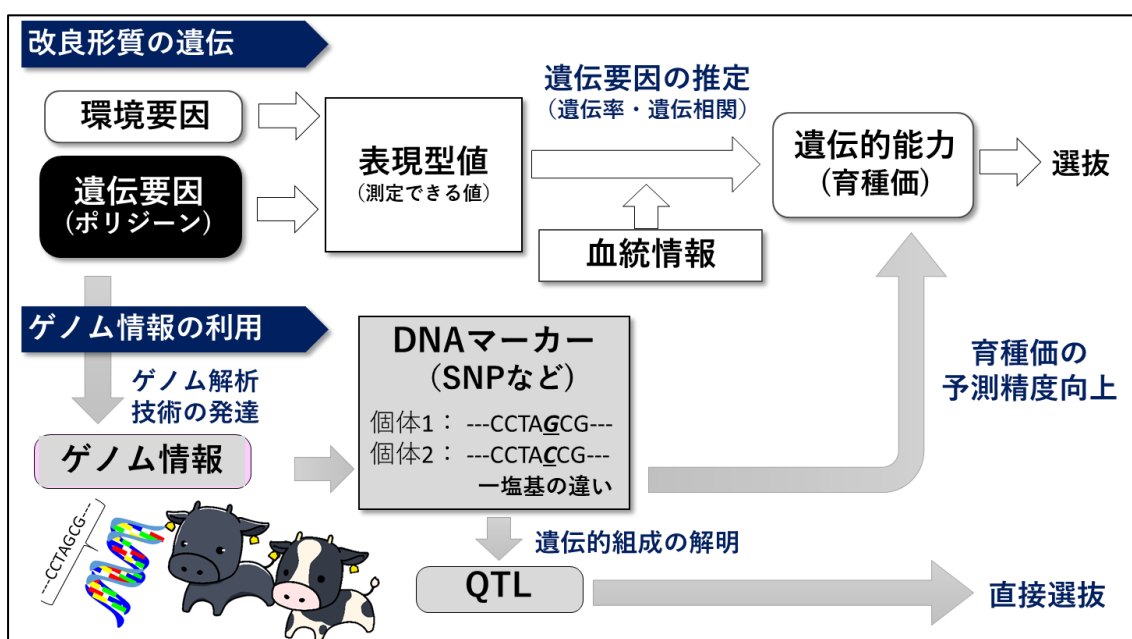 改良形質の遺伝
環境要因
遺伝要因
(ポリジーン)
表現型値
(測定できる値)
遺伝要因の推定
(遺伝率・遺伝相関)
血統情報
遺伝的能力
(育種価)
選抜
ゲノム情報の利用
ゲノム解析
技術の発達
ゲノム情報
---CCTAGCG---
DNAマーカー
(SNPなど)
個体1： ---CCTAGCG---
個体2： ---CCTACCG---
一塩基の違い
育種価の
予測精度向上
遺伝的組成の解明
QTL
直接選抜